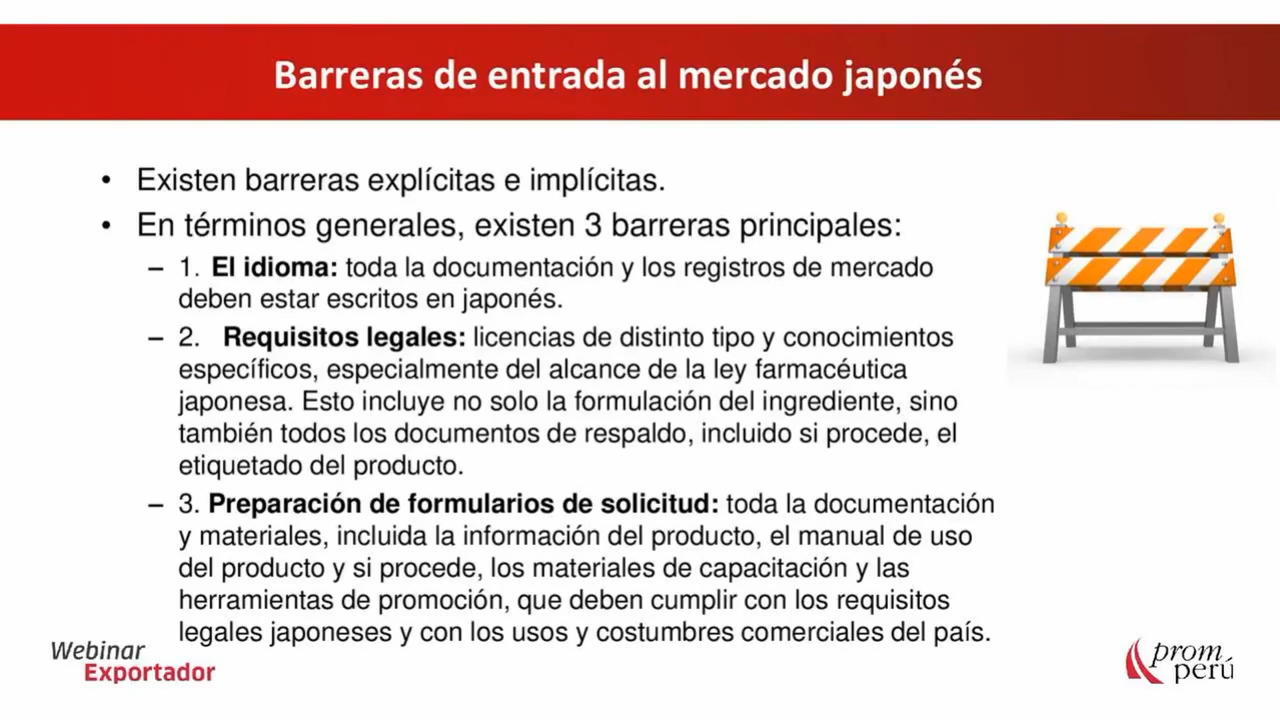 Barreras de entrada al mercado japonés
• Existen barreras explícitas e implícitas.
• En términos generales, existen 3 barreras principales:
– 1. El idioma: toda la documentación y los registros de mercado
deben estar escritos en japonés.
– 2. Requisitos legales: licencias de distinto tipo y conocimientos
específicos, especialmente del alcance de la ley farmacéutica
japonesa. Esto incluye no solo la formulación del ingrediente, sino
también todos los documentos de respaldo, incluido si procede, el
etiquetado del producto.
– 3. Preparación de formularios de solicitud: toda la documentación
y materiales, incluida la información del producto, el manual de uso
del producto y si procede, los materiales de capacitación y las
herramientas de promoción, que deben cumplir con los requisitos
legales japoneses y con los usos y costumbres comerciales del país.
Webinar
Exportador
prom
perú